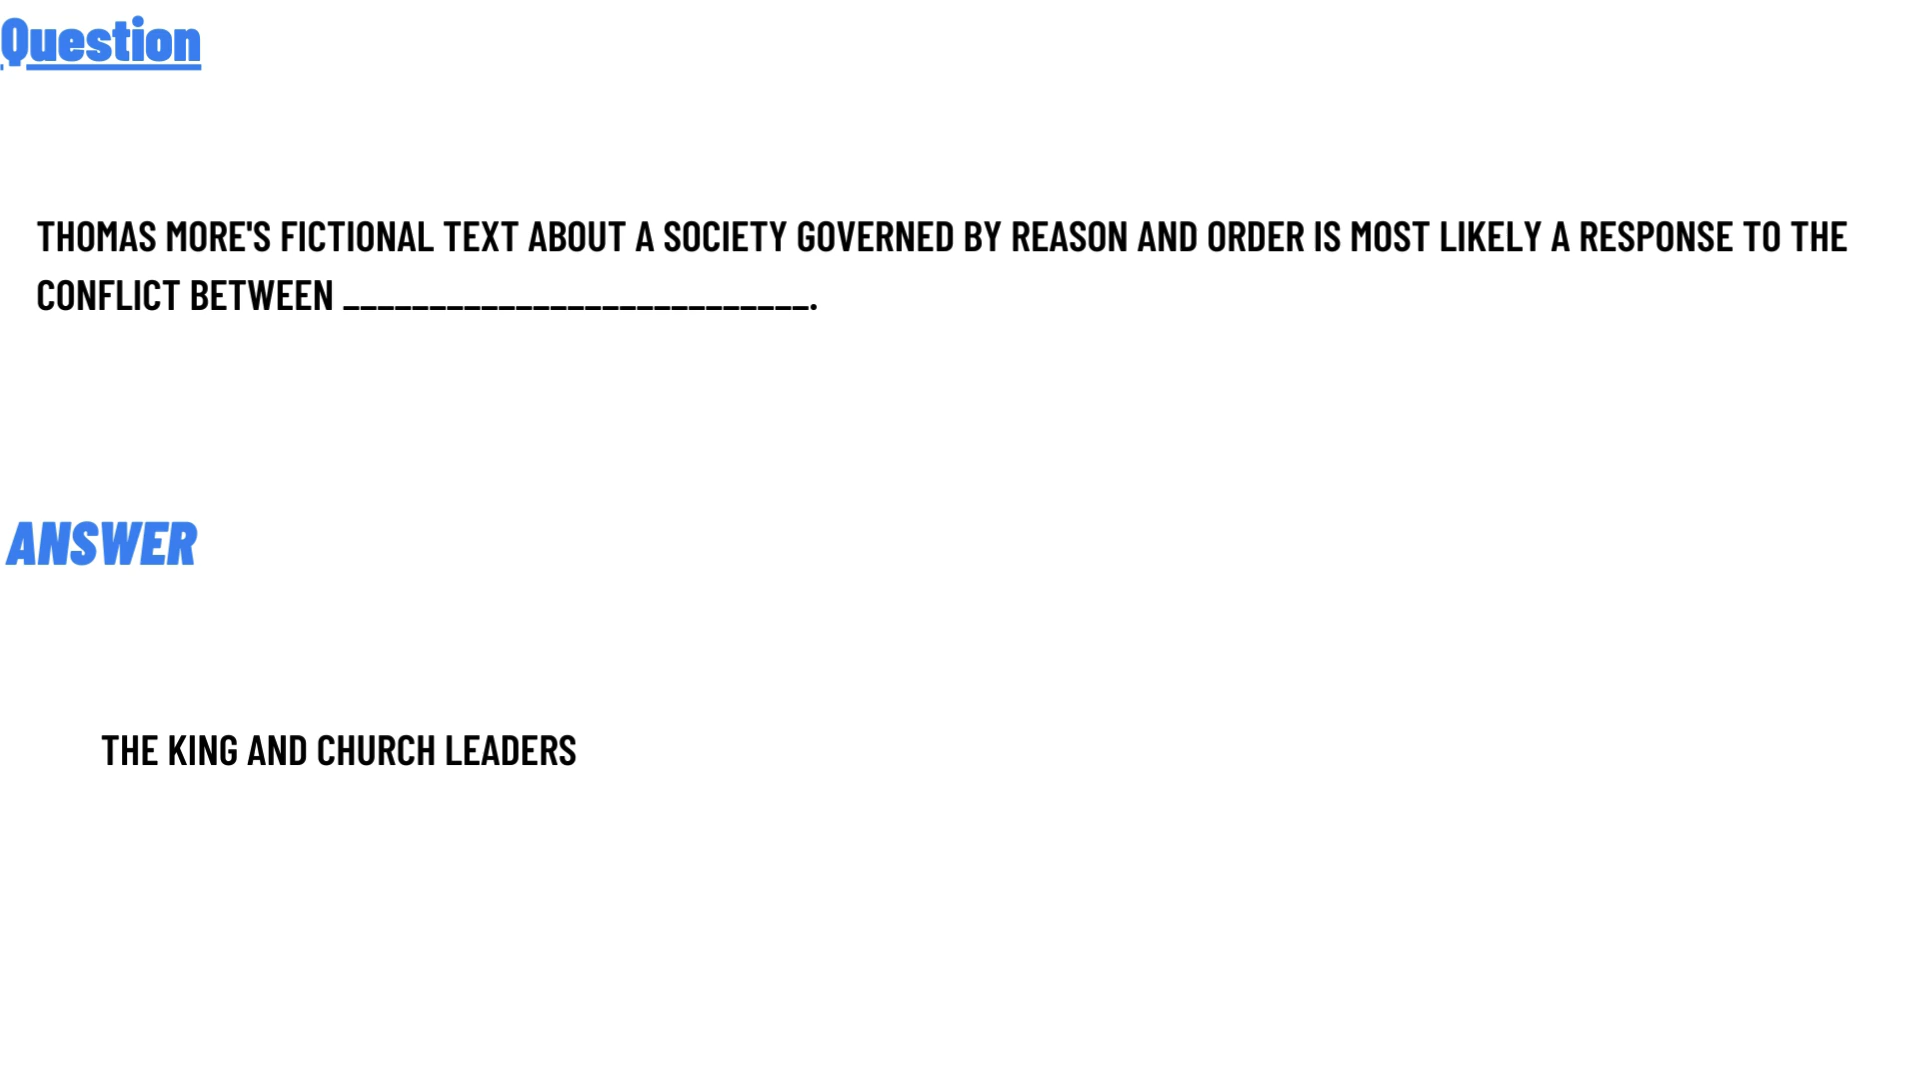 Question
THOMAS MORE'S FICTIONAL TEXT ABOUT A SOCIETY GOVERNED BY REASON AND ORDER IS MOST LIKELY A RESPONSE TO THE
CONFLICT BETWEEN ___________________________.
ANSWER
THE KING AND CHURCH LEADERS